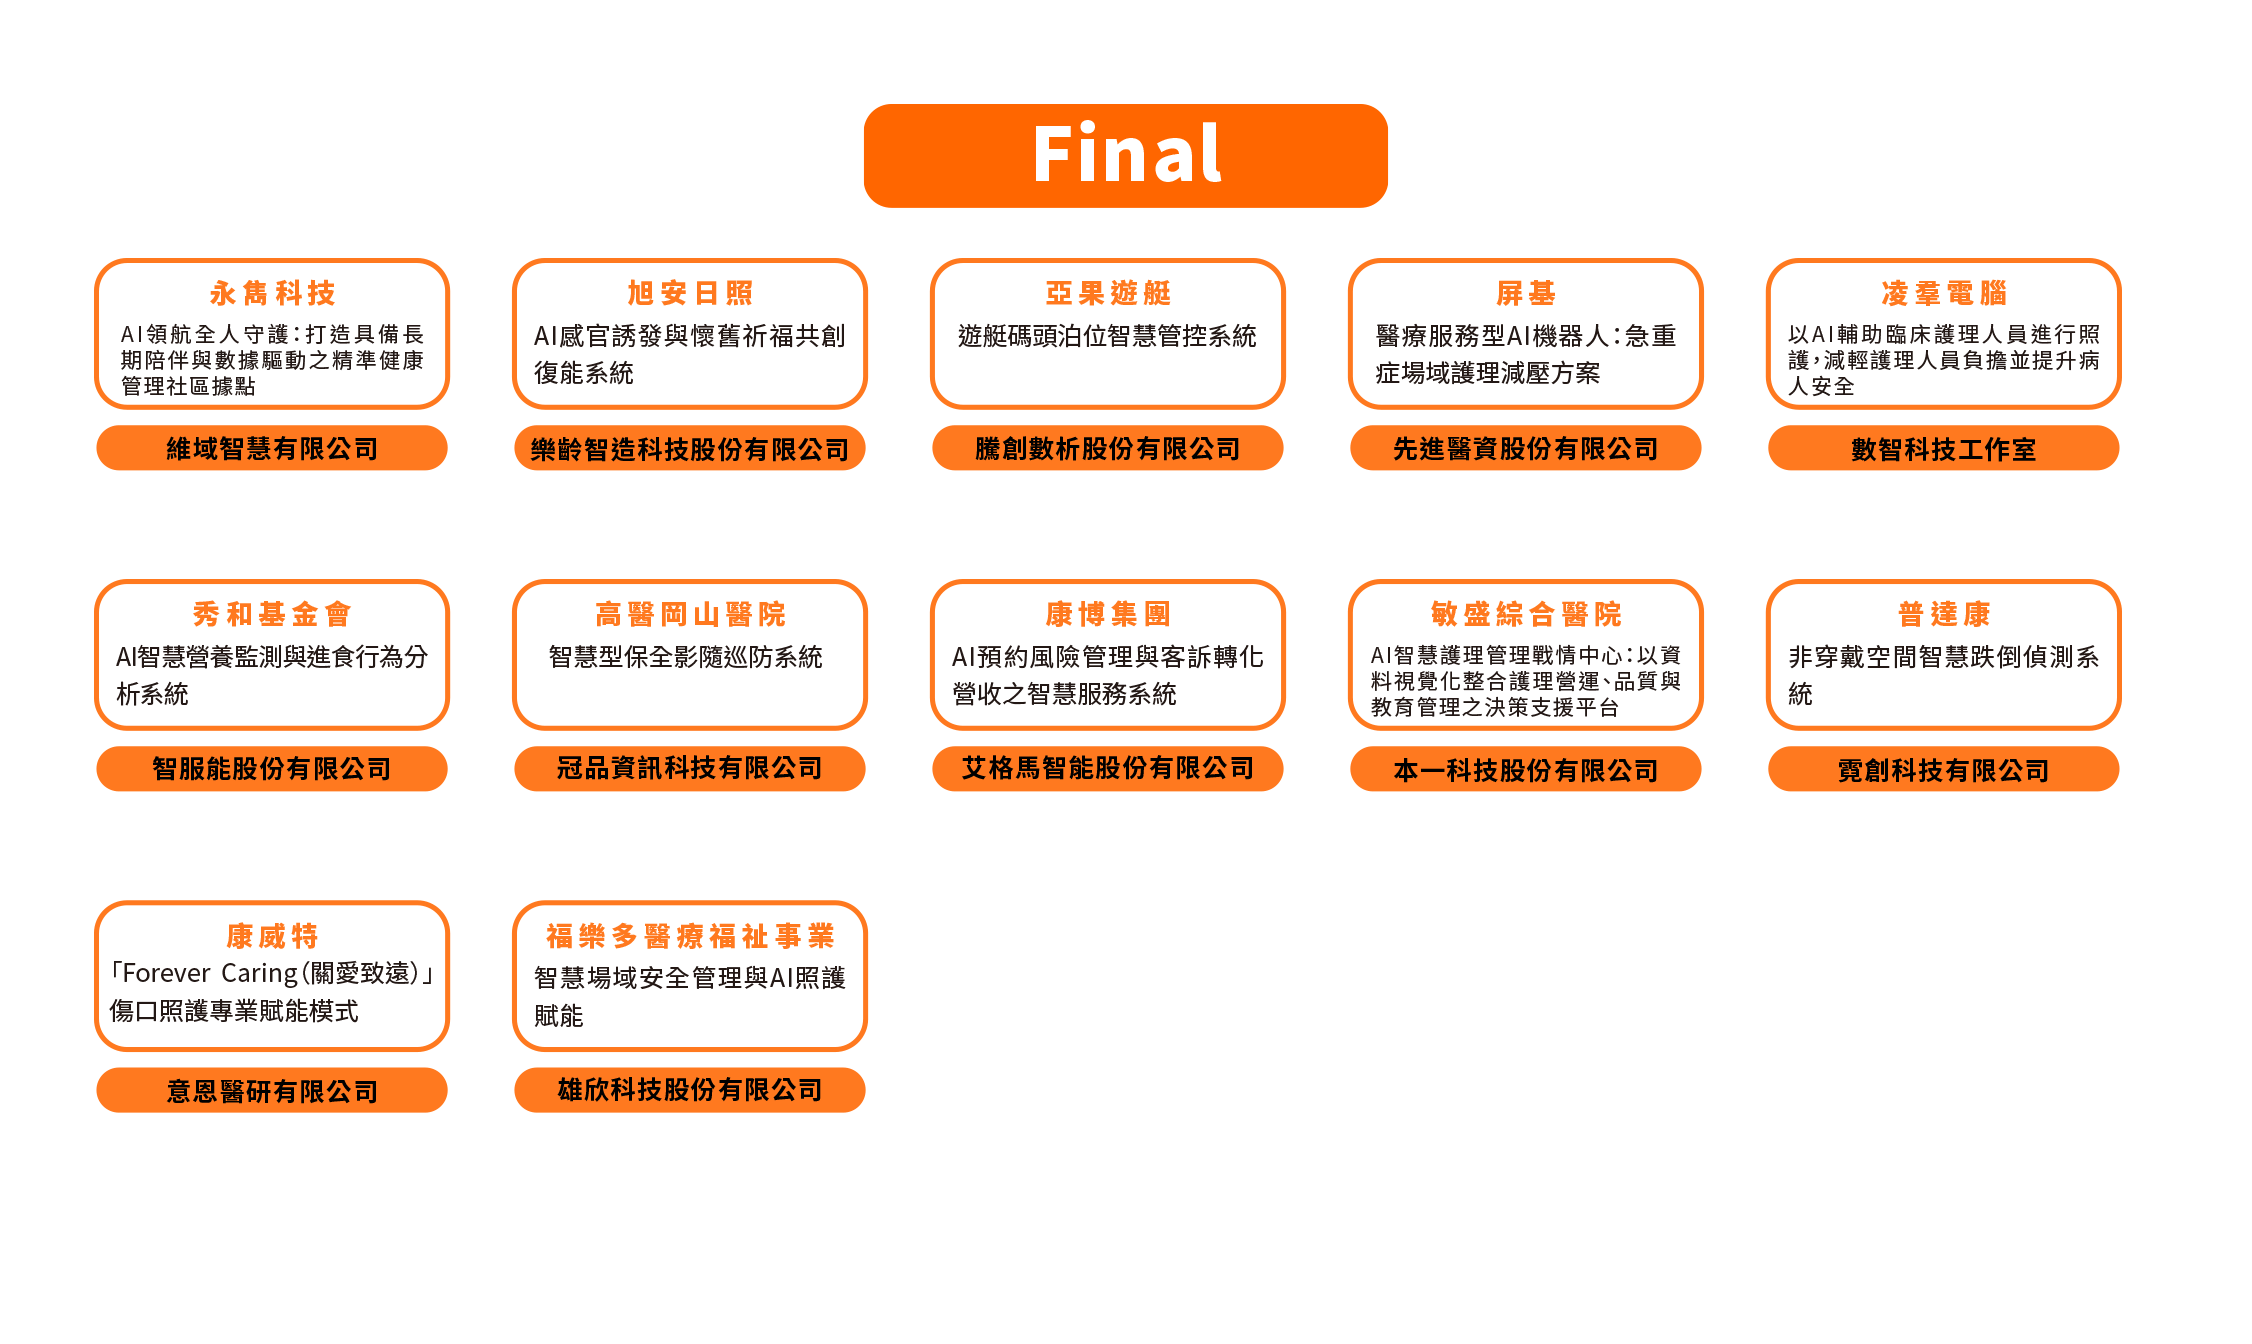 Final
永雋科技
AI領航全人守護：打造具備長
期陪伴與數據驅動之精準健康
管理社區據點
維域智慧有限公司
旭安日照
AI感官誘發與懷舊祈福共創
復能系統
樂齡智造科技股份有限公司
亞果遊艇
遊艇碼頭泊位智慧管控系統
騰創數析股份有限公司
屏基
醫療服務型AI機器人：急重
症場域護理減壓方案
先進醫資股份有限公司
凌羣電腦
以AI輔助臨床護理人員進行照
護，減輕護理人員負擔並提升病
人安全
數智科技工作室
秀和基金會
AI智慧營養監測與進食行為分
析系統
智服能股份有限公司
高醫岡山醫院
智慧型保全影隨巡防系統
冠品資訊科技有限公司
康博集團
AI預約風險管理與客訴轉化
營收之智慧服務系統
艾格馬智能股份有限公司
敏盛綜合醫院
AI智慧護理管理戰情中心：以資
料視覺化整合護理營運、品質與
教育管理之決策支援平台
本一科技股份有限公司
普達康
非穿戴空間智慧跌倒偵測系
統
霓創科技有限公司
康威特
「Forever Caring（關愛致遠）」
傷口照護專業賦能模式
意恩醫研有限公司
福樂多醫療福祉事業
智慧場域安全管理與AI照護
賦能
雄欣科技股份有限公司